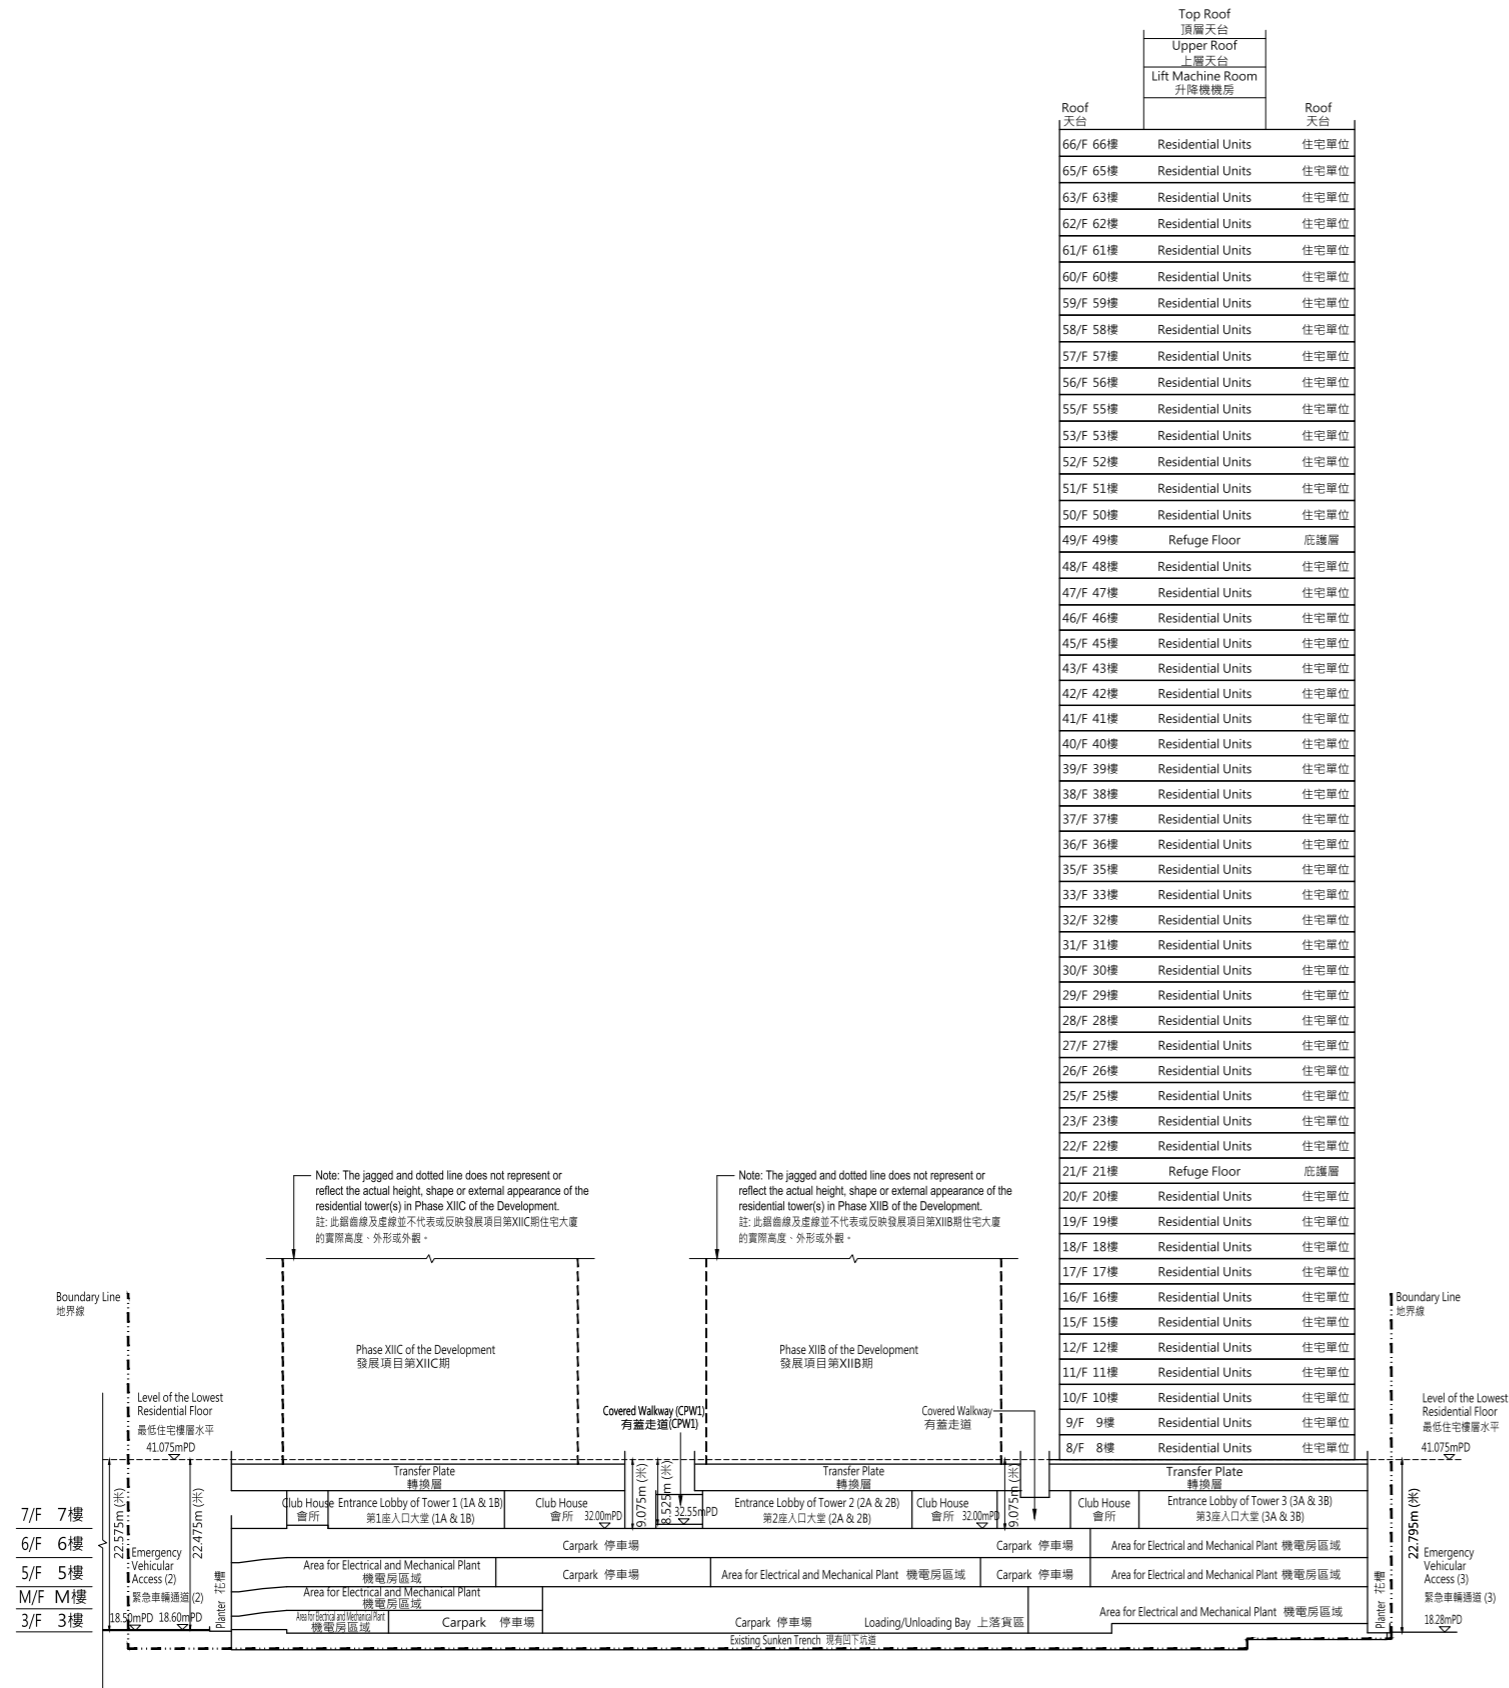 Top Roof
頂層天台
Upper Roof
上層天台
Lift Machine Room
升降機機房
Roof
天台
Roof
天台
66/F 66樓 Residential Units 住宅單位
65/F 65樓 Residential Units 住宅單位
63/F 63樓 Residential Units 住宅單位
62/F 62樓 Residential Units 住宅單位
61/F 61樓 Residential Units 住宅單位
60/F 60樓 Residential Units 住宅單位
59/F 59樓 Residential Units 住宅單位
58/F 58樓 Residential Units 住宅單位
57/F 57樓 Residential Units 住宅單位
56/F 56樓 Residential Units 住宅單位
55/F 55樓 Residential Units 住宅單位
53/F 53樓 Residential Units 住宅單位
52/F 52樓 Residential Units 住宅單位
51/F 51樓 Residential Units 住宅單位
50/F 50樓 Residential Units 住宅單位
49/F 49樓 Refuge Floor 庇護層
48/F 48樓 Residential Units 住宅單位
47/F 47樓 Residential Units 住宅單位
46/F 46樓 Residential Units 住宅單位
45/F 45樓 Residential Units 住宅單位
43/F 43樓 Residential Units 住宅單位
42/F 42樓 Residential Units 住宅單位
41/F 41樓 Residential Units 住宅單位
40/F 40樓 Residential Units 住宅單位
39/F 39樓 Residential Units 住宅單位
38/F 38樓 Residential Units 住宅單位
37/F 37樓 Residential Units 住宅單位
36/F 36樓 Residential Units 住宅單位
35/F 35樓 Residential Units 住宅單位
33/F 33樓 Residential Units 住宅單位
32/F 32樓 Residential Units 住宅單位
31/F 31樓 Residential Units 住宅單位
30/F 30樓 Residential Units 住宅單位
29/F 29樓 Residential Units 住宅單位
28/F 28樓 Residential Units 住宅單位
27/F 27樓 Residential Units 住宅單位
26/F 26樓 Residential Units 住宅單位
25/F 25樓 Residential Units 住宅單位
23/F 23樓 Residential Units 住宅單位
22/F 22樓 Residential Units 住宅單位
21/F 21樓 Refuge Floor 庇護層
20/F 20樓 Residential Units 住宅單位
19/F 19樓 Residential Units 住宅單位
18/F 18樓 Residential Units 住宅單位
17/F 17樓 Residential Units 住宅單位
16/F 16樓 Residential Units 住宅單位
15/F 15樓 Residential Units 住宅單位
12/F 12樓 Residential Units 住宅單位
11/F 11樓 Residential Units 住宅單位
10/F 10樓 Residential Units 住宅單位
9/F 9樓 Residential Units 住宅單位
8/F 8樓 Residential Units 住宅單位
Note: The jagged and dotted line does not represent or
reflect the actual height, shape or external appearance of the
residential tower(s) in Phase XIIC of the Development.
註: 此鋸齒線及虛線並不代表或反映發展項目第XIIC期住宅大廈
的實際高度、外形或外觀。
Note: The jagged and dotted line does not represent or
reflect the actual height, shape or external appearance of the
residential tower(s) in Phase XIIB of the Development.
註: 此鋸齒線及虛線並不代表或反映發展項目第XIIB期住宅大廈
的實際高度、外形或外觀。
Boundary Line
地界線
Boundary Line
地界線
Phase XIIC of the Development
發展項目第XIIC期
Phase XIIB of the Development
發展項目第XIIB期
Level of the Lowest
Residential Floor
最低住宅樓層水平
41.075mPD
Covered Walkway (CPW1)
有蓋走道(CPW1)
Covered Walkway
有蓋走道
Level of the Lowest
Residential Floor
最低住宅樓層水平
41.075mPD
Transfer Plate
轉換層
Transfer Plate
轉換層
Transfer Plate
轉換層
7/F 7樓
6/F 6樓
5/F 5樓
M/F M樓
3/F 3樓
22.575m (米)
22.475m (米)
9.075m (米)
8.525m (米)
9.075m (米)
22.795m (米)
Club House
會所
Entrance Lobby of Tower 1 (1A & 1B)
第1座入口大堂 (1A & 1B)
Club House
會所 32.00mPD
32.55mPD
Entrance Lobby of Tower 2 (2A & 2B)
第2座入口大堂 (2A & 2B)
Club House
會所 32.00mPD
Club House
會所
Entrance Lobby of Tower 3 (3A & 3B)
第3座入口大堂 (3A & 3B)
Carpark 停車場
Carpark 停車場
Area for Electrical and Mechanical Plant 機電房區域
Area for Electrical and Mechanical Plant
機電房區域
Carpark 停車場
Area for Electrical and Mechanical Plant 機電房區域
Carpark 停車場
Area for Electrical and Mechanical Plant 機電房區域
Area for Electrical and Mechanical Plant
機電房區域
Area for Electrical and Mechanical Plant
機電房區域
Carpark 停車場
Carpark 停車場
Loading/Unloading Bay 上落貨區
Area for Electrical and Mechanical Plant 機電房區域
Existing Sunken Trench 現有凹下坑道
Emergency
Vehicular
Access (2)
緊急車輛通道 (2)
18.50mPD
18.60mPD
Planter 花槽
Planter 花槽
Emergency
Vehicular
Access (3)
緊急車輛通道 (3)
18.28mPD